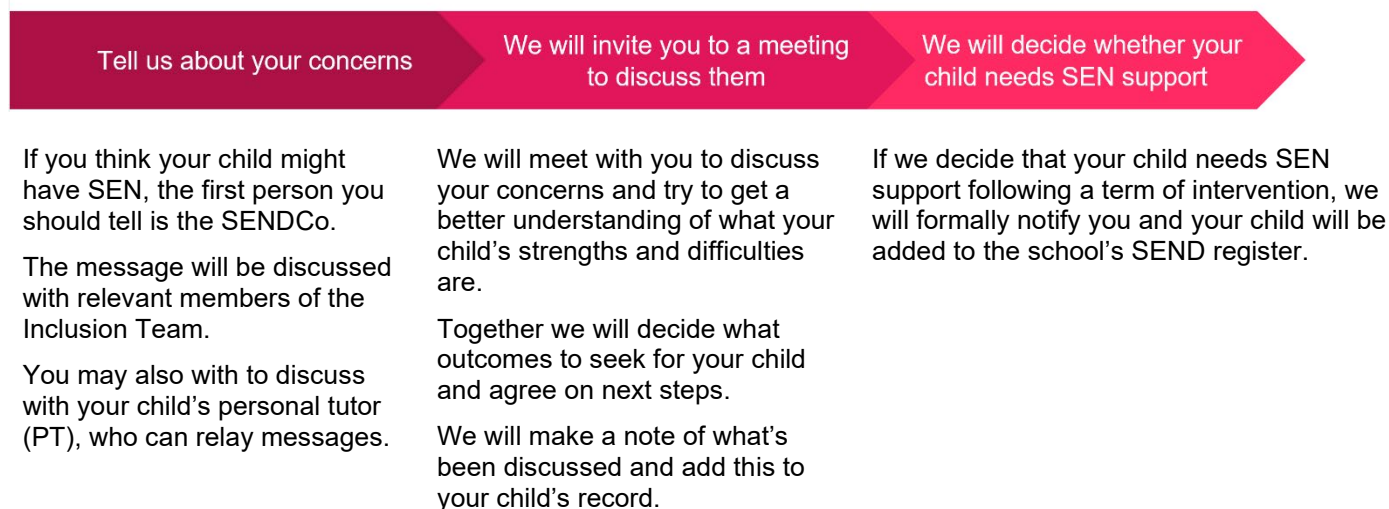 Tell us about your concerns
We will invite you to a meeting
to discuss them
We will decide whether your
child needs SEN support
If you think your child might
have SEN, the first person you
should tell is the SENDCo.
The message will be discussed
with relevant members of the
Inclusion Team.
You may also with to discuss
with your child's personal tutor
(PT), who can relay messages.
We will meet with you to discuss
your concerns and try to get a
better understanding of what your
child's strengths and difficulties
are.
Together we will decide what
outcomes to seek for your child
and agree on next steps.
We will make a note of what's
been discussed and add this to
your child's record.
If we decide that your child needs SEN
support following a term of intervention, we
will formally notify you and your child will be
added to the school's SEND register.